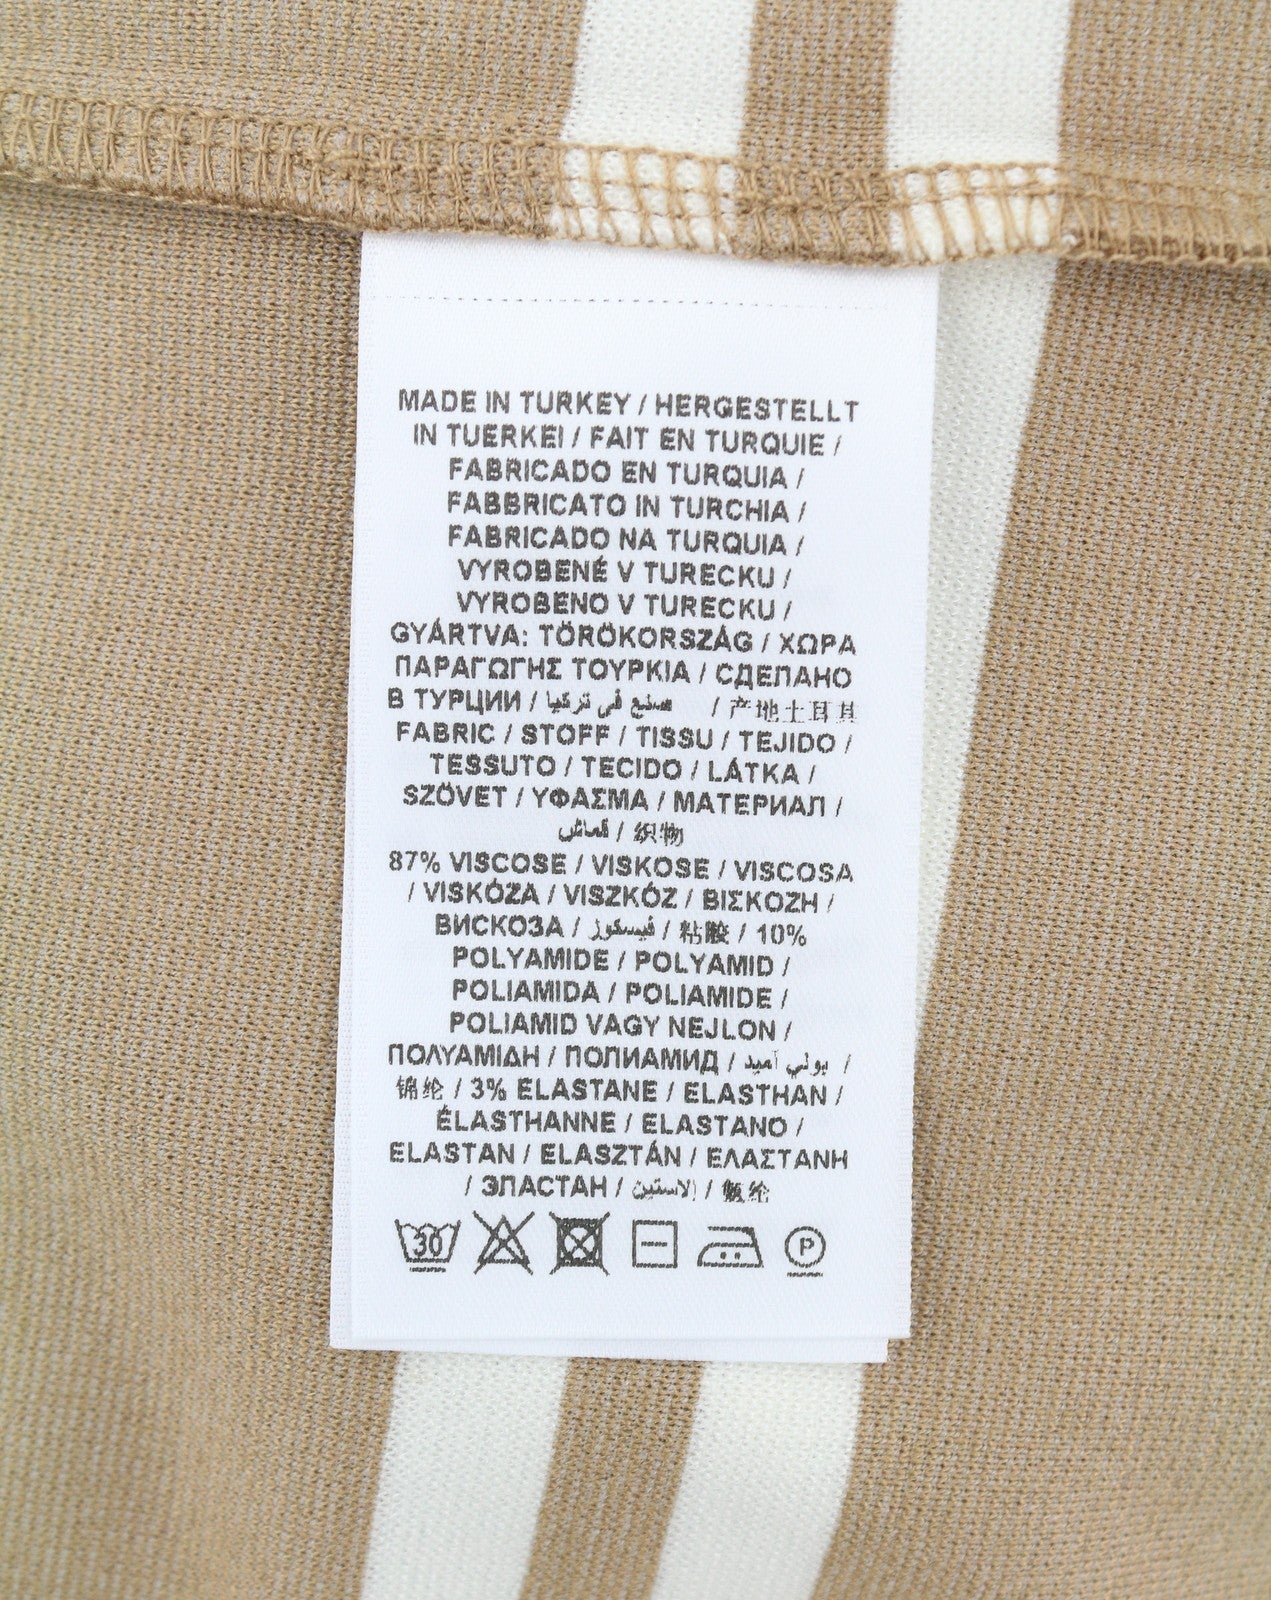 MADE IN TURKEY / HERGESTELLT
IN TUERKEI / FAIT EN TURQUIE /
FABRICADO EN TURQUIA /
FABBRICATO IN TURCHIA /
FABRICADO NA TURQUIA /
VYROBENÉ V TURECKU /
VYROBENO V TURECKU /
GYÁRTVA: TÖRÖKORSZÁG / ΧΩΡΑ
ΠΑΡΑΓΩΓΗΣ ΤΟΥΡΚΙΑ / СДЕЛАНО
В ТУРЦИИ / صنع في تركيا / 产地土耳其
FABRIC / STOFF / TISSU / TEJIDO /
TESSUTO / TECIDO / LÁTKA /
SZÖVET / ΥΦΑΣΜΑ / МАТЕРИАЛ /
قماش / 织物
87% VISCOSE / VISKOSE / VISCOSA
/ VISKÓZA / VISZKÓZ / ΒΙΣΚΟΖΗ /
ВИСКОЗА / فيسكوز / 粘胶 / 10%
POLYAMIDE / POLYAMID /
POLIAMIDA / POLIAMIDE /
POLIAMID VAGY NEJLON /
ΠΟΛΥΑΜΙΔΗ / ПОЛИАМИД / بولي أميد /
锦纶 / 3% ELASTANE / ELASTHAN /
ÉLASTHANNE / ELASTANO /
ELASTAN / ELASZTÁN / ΕΛΑΣΤΑΝΗ
/ ЭЛАСТАН / الاستين / 氨纶
30 P